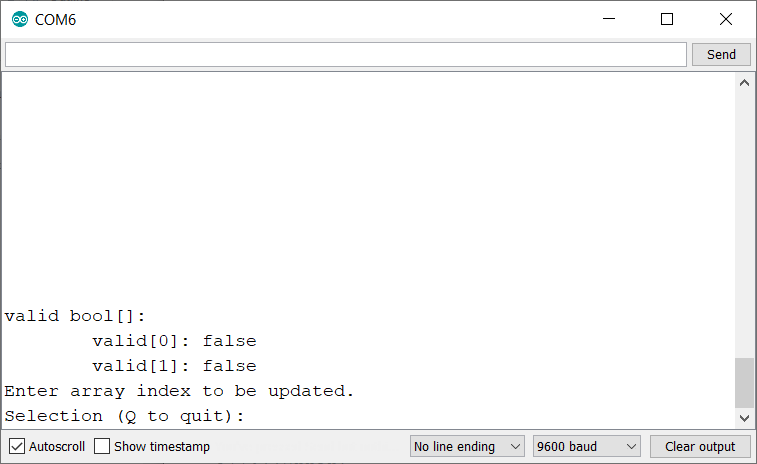 COM6
Send
valid bool[]:
valid[0]: false
valid[1]: false
Enter array index to be updated.
Selection (Q to quit):
Autoscroll Show timestamp No line ending 9600 baud Clear output